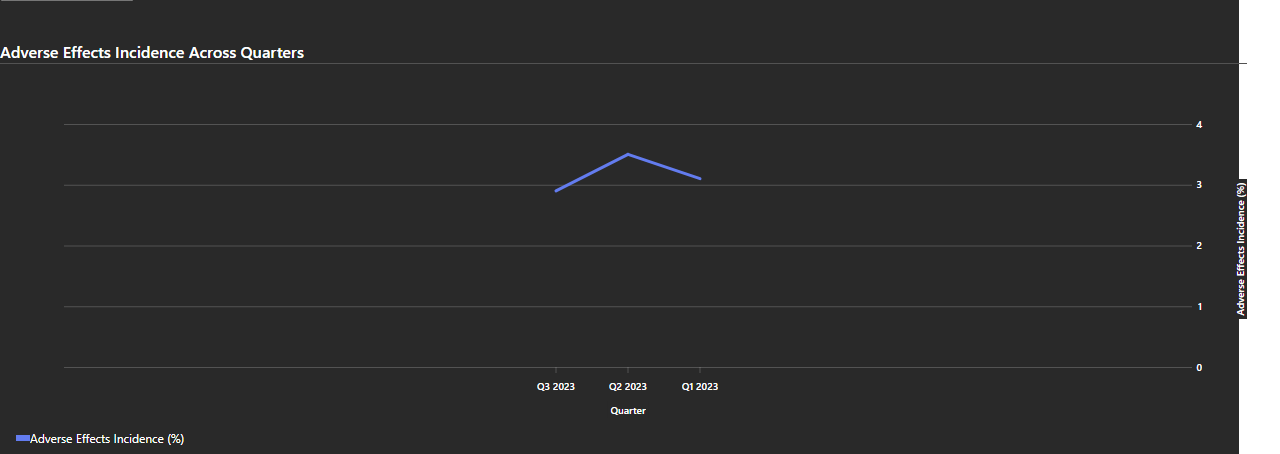 Adverse Effects Incidence Across Quarters
4
3
2
1
0
Adverse Effects Incidence (%)
Q3 2023 Q2 2023 Q1 2023
Quarter
Adverse Effects Incidence (%)